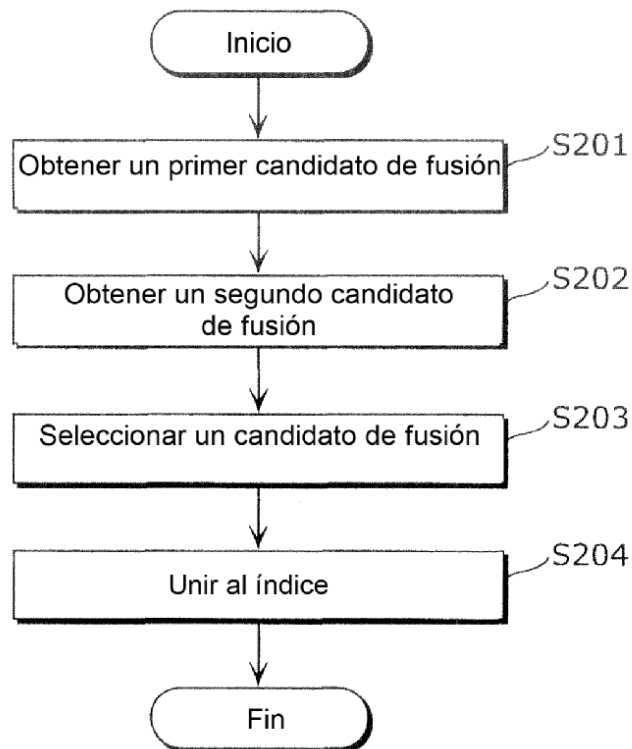 Inicio
Obtener un primer candidato de fusión
S201
Obtener un segundo candidato
de fusión
S202
Seleccionar un candidato de fusión
S203
Unir al índice
S204
Fin